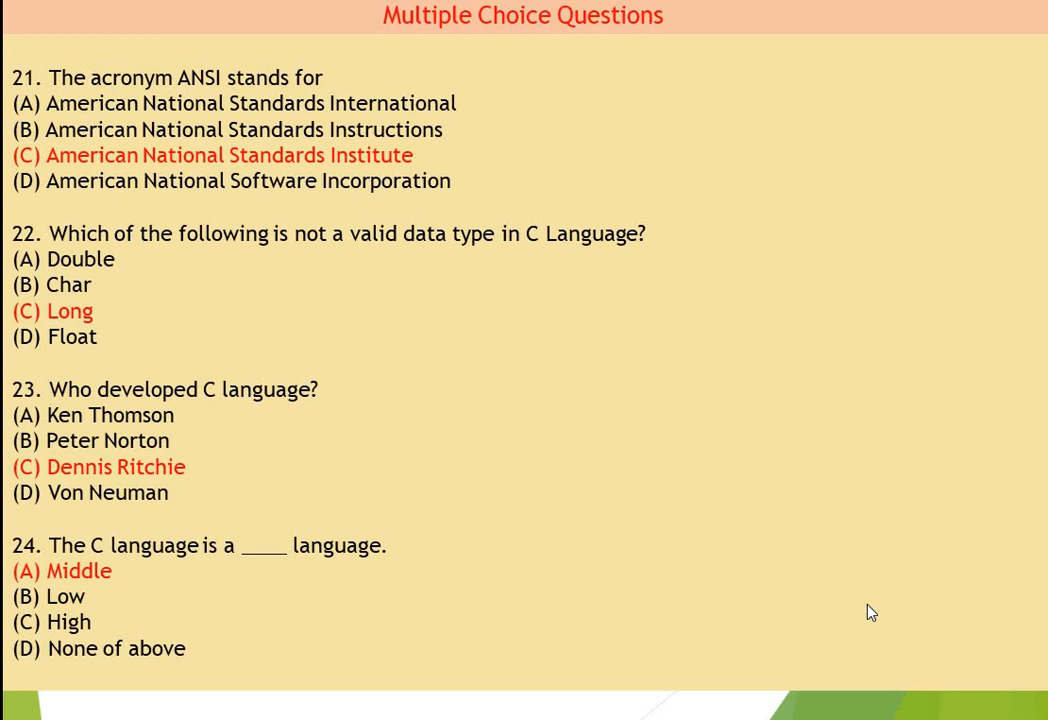 Multiple Choice Questions
21. The acronym ANSI stands for
(A) American National Standards International
(B) American National Standards Instructions
(C) American National Standards Institute
(D) American National Software Incorporation
22. Which of the following is not a valid data type in C Language?
(A) Double
(B) Char
(C) Long
(D) Float
23. Who developed C language?
(A) Ken Thomson
(B) Peter Norton
(C) Dennis Ritchie
(D) Von Neuman
24. The C language is a ____ language.
(A) Middle
(B) Low
(C) High
(D) None of above